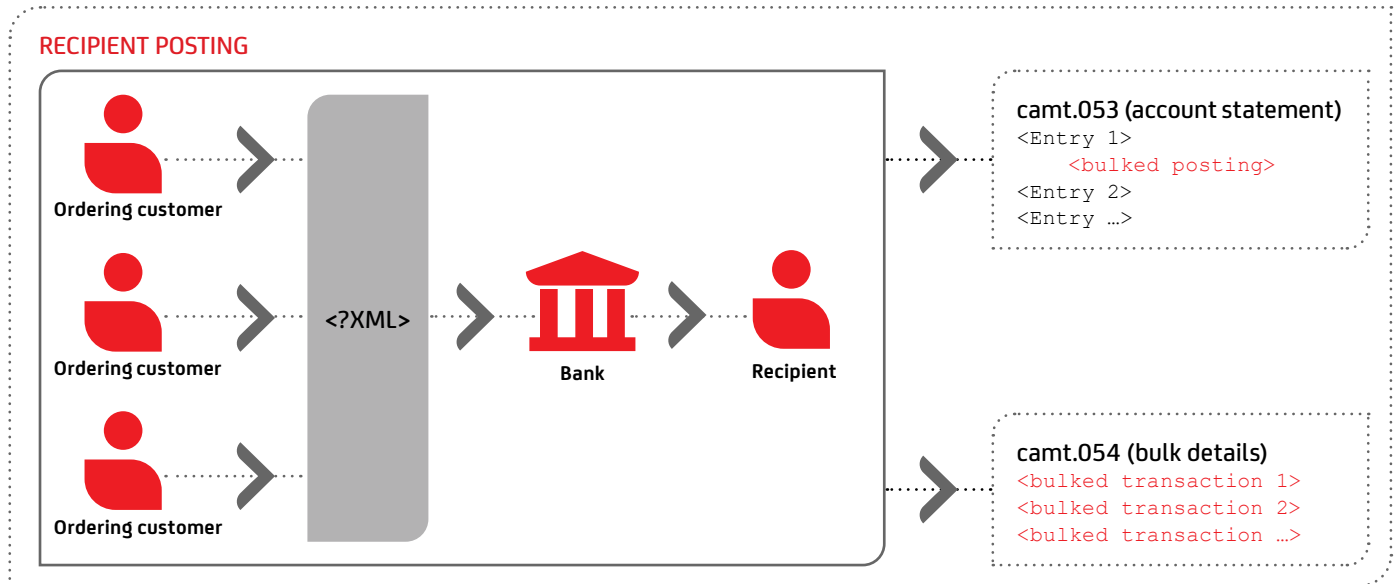 RECIPIENT POSTING
Ordering customer
Ordering customer
Ordering customer
<?XML>
Bank
Recipient
camt.053 (account statement)
<Entry 1>
<bulked posting>
<Entry 2>
<Entry …>
camt.054 (bulk details)
<bulked transaction 1>
<bulked transaction 2>
<bulked transaction …>